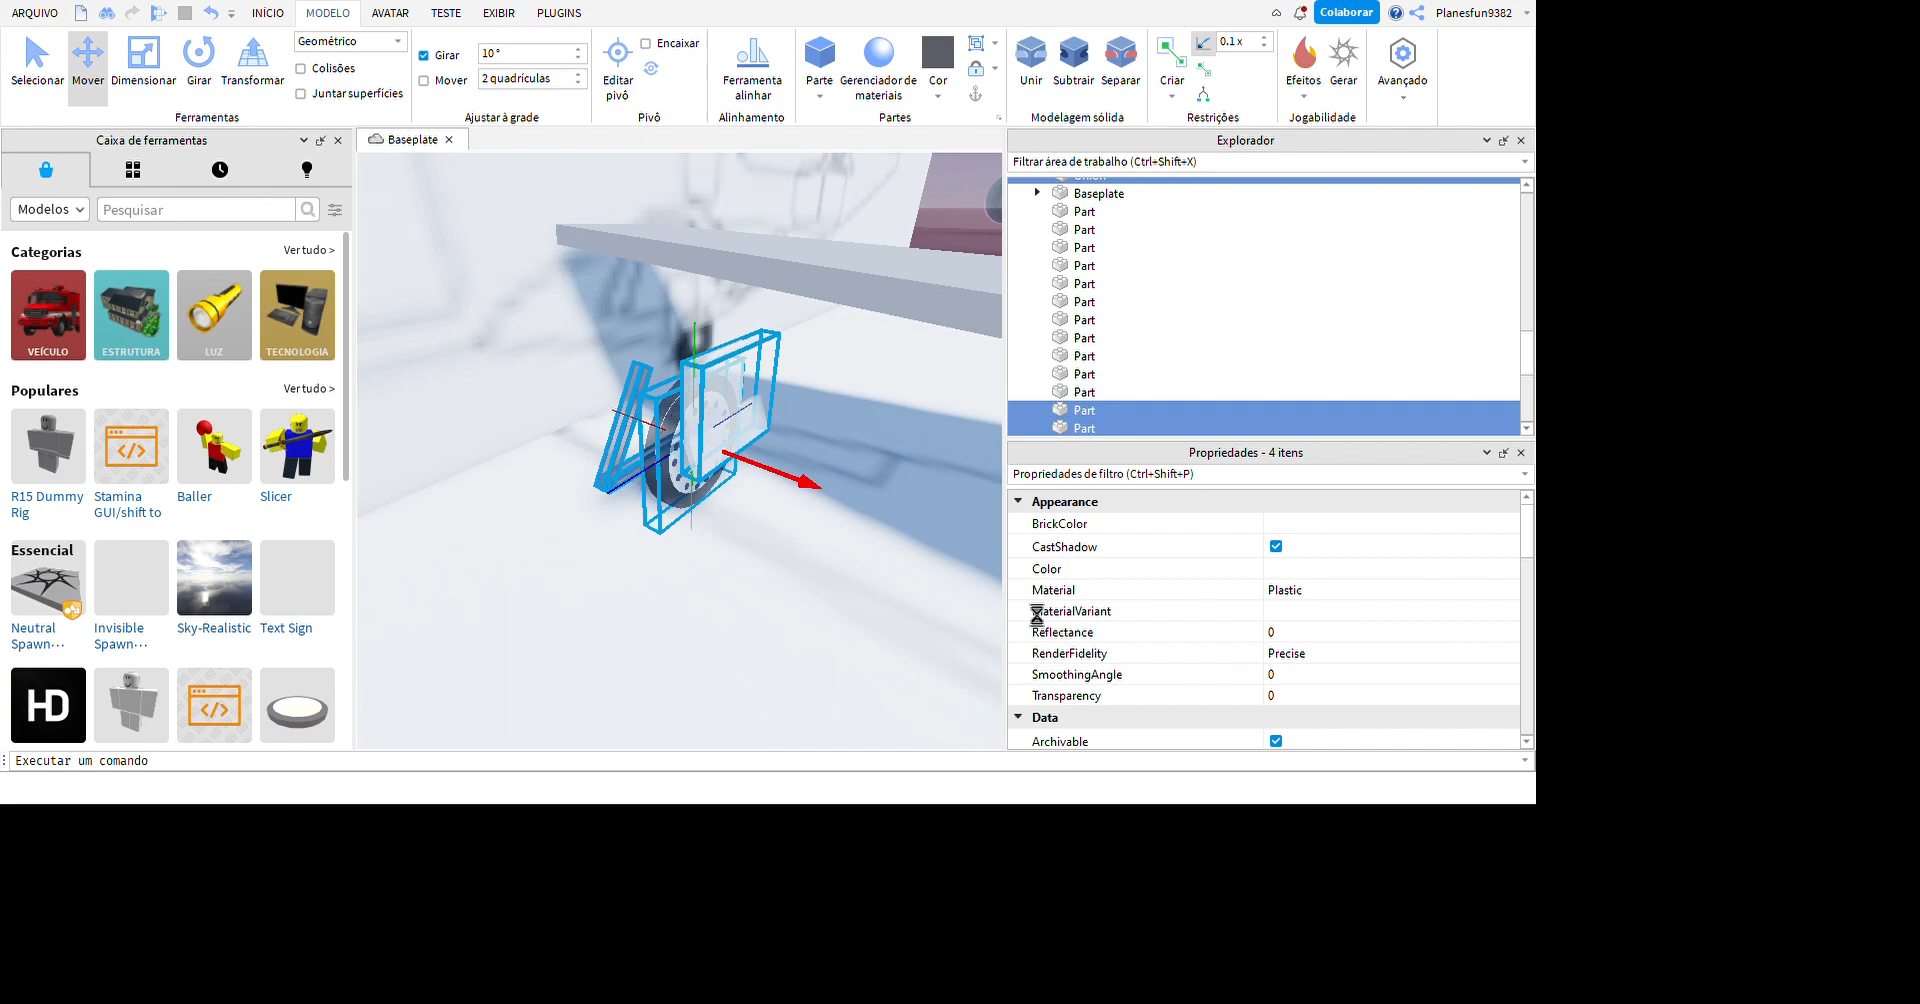 ARQUIVO
INÍCIO
MODELO
AVATAR
TESTE
EXIBIR
PLUGINS
Colaborar
Planesfun9382
Selecionar
Mover
Dimensionar
Girar
Transformar
Geométrico
Colisões
Juntar superfícies
Ferramentas
Girar
10 °
Mover
2 quadrículas
Ajustar à grade
Editar
pivô
Encaixar
Pivô
Ferramenta
alinhar
Alinhamento
Parte
Gerenciador de
materiais
Cor
Partes
Unir
Subtrair
Separar
Modelagem sólida
Criar
0.1 x
Restrições
Efeitos
Gerar
Jogabilidade
Avançado
Caixa de ferramentas
Modelos
Pesquisar
Categorias
Ver tudo >
VEÍCULO
ESTRUTURA
LUZ
TECNOLOGIA
Populares
Ver tudo >
R15 Dummy
Rig
Stamina
GUI/shift to
Baller
Slicer
Essencial
Neutral
Spawn···
Invisible
Spawn···
Sky-Realistic
Text Sign
HD
Baseplate
Explorador
Filtrar área de trabalho (Ctrl+Shift+X)
Union
Baseplate
Part
Part
Part
Part
Part
Part
Part
Part
Part
Part
Part
Part
Part
Propriedades - 4 itens
Propriedades de filtro (Ctrl+Shift+P)
Appearance
BrickColor
CastShadow
Color
Material Plastic
MaterialVariant
Reflectance 0
RenderFidelity Precise
SmoothingAngle 0
Transparency 0
Data
Archivable
Executar um comando